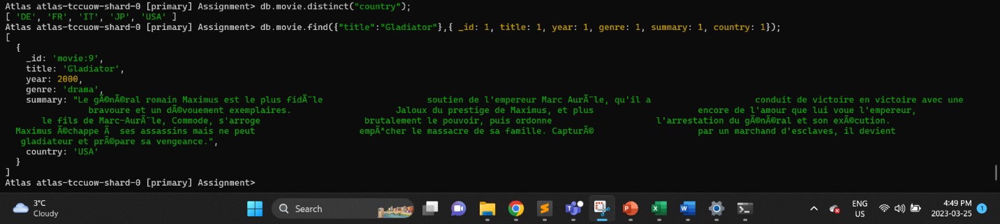 Atlas atlas-tccuow-shard-0 [primary] Assignment> db.movie.distinct("country");
[ 'DE', 'FR', 'IT', 'JP', 'USA' ]
Atlas atlas-tccuow-shard-0 [primary] Assignment> db.movie.find({"title":"Gladiator"},{ _id: 1, title: 1, year: 1, genre: 1, summary: 1, country: 1});
[
{
_id: 'movie:9',
title: 'Gladiator',
year: 2000,
genre: 'drama',
summary: "Le gÃ©nÃ©ral romain Maximus est le plus fidÃ¨le soutien de l'empereur Marc AurÃ¨le, qu'il a conduit de victoire en victoire avec une
bravoure et un dÃ©vouement exemplaires. Jaloux du prestige de Maximus, et plus encore de l'amour que lui voue l'empereur,
le fils de Marc-AurÃ¨le, Commode, s'arroge brutalement le pouvoir, puis ordonne l'arrestation du gÃ©nÃ©ral et son exÃ©cution.
Maximus Ã©chappe Ã  ses assassins mais ne peut empÃªcher le massacre de sa famille. CapturÃ© par un marchand d'esclaves, il devient
gladiateur et prÃ©pare sa vengeance.",
country: 'USA'
}
]
Atlas atlas-tccuow-shard-0 [primary] Assignment>
3°C
Cloudy
Search
ENG
US
4:49 PM
2023-03-25
1